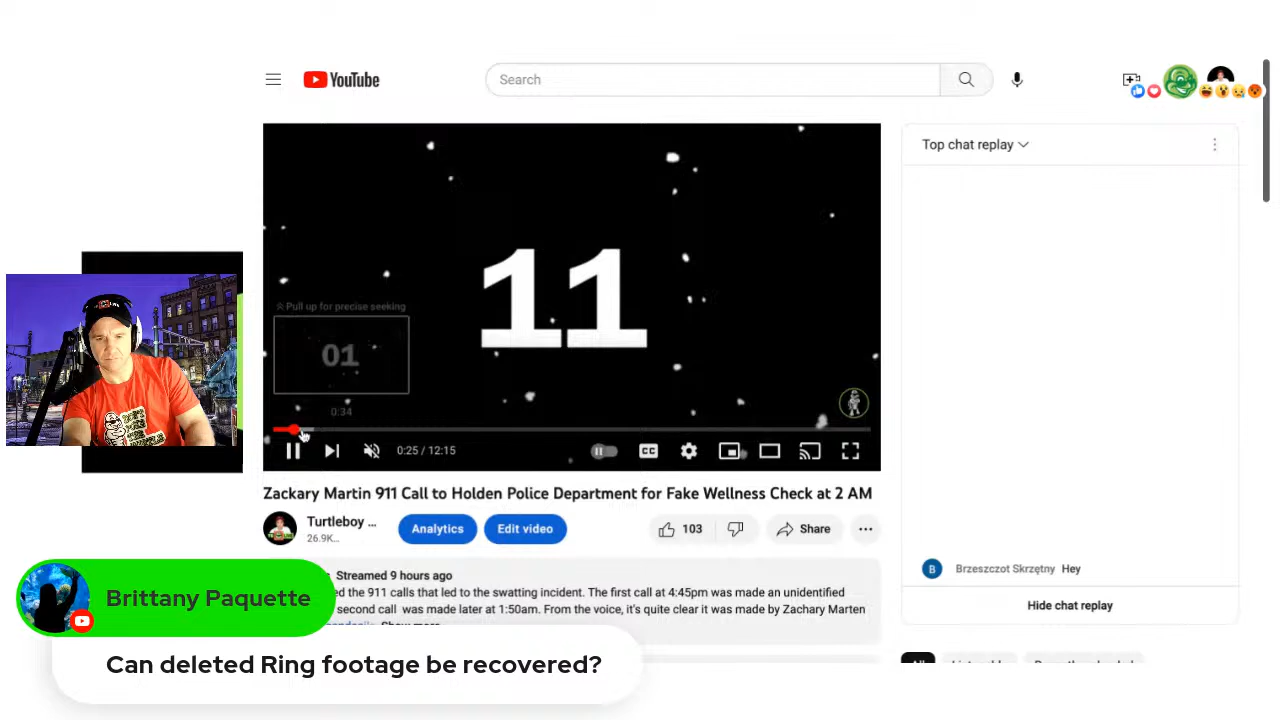 YouTube
Search
Top chat replay
11
Pull up for precise seeking
01
0:34
0:25 / 12:15
CC
Zackary Martin 911 Call to Holden Police Department for Fake Wellness Check at 2 AM
Turtleboy ...
26.9K...
Analytics
Edit video
103
Share
Streamed 9 hours ago
ed the 911 calls that led to the swatting incident. The first call at 4:45pm was made an unidentified
second call was made later at 1:50am. From the voice, it's quite clear it was made by Zachary Marten
Show more
B
Brzeszczot Skrzętny Hey
Hide chat replay
Brittany Paquette
Can deleted Ring footage be recovered?